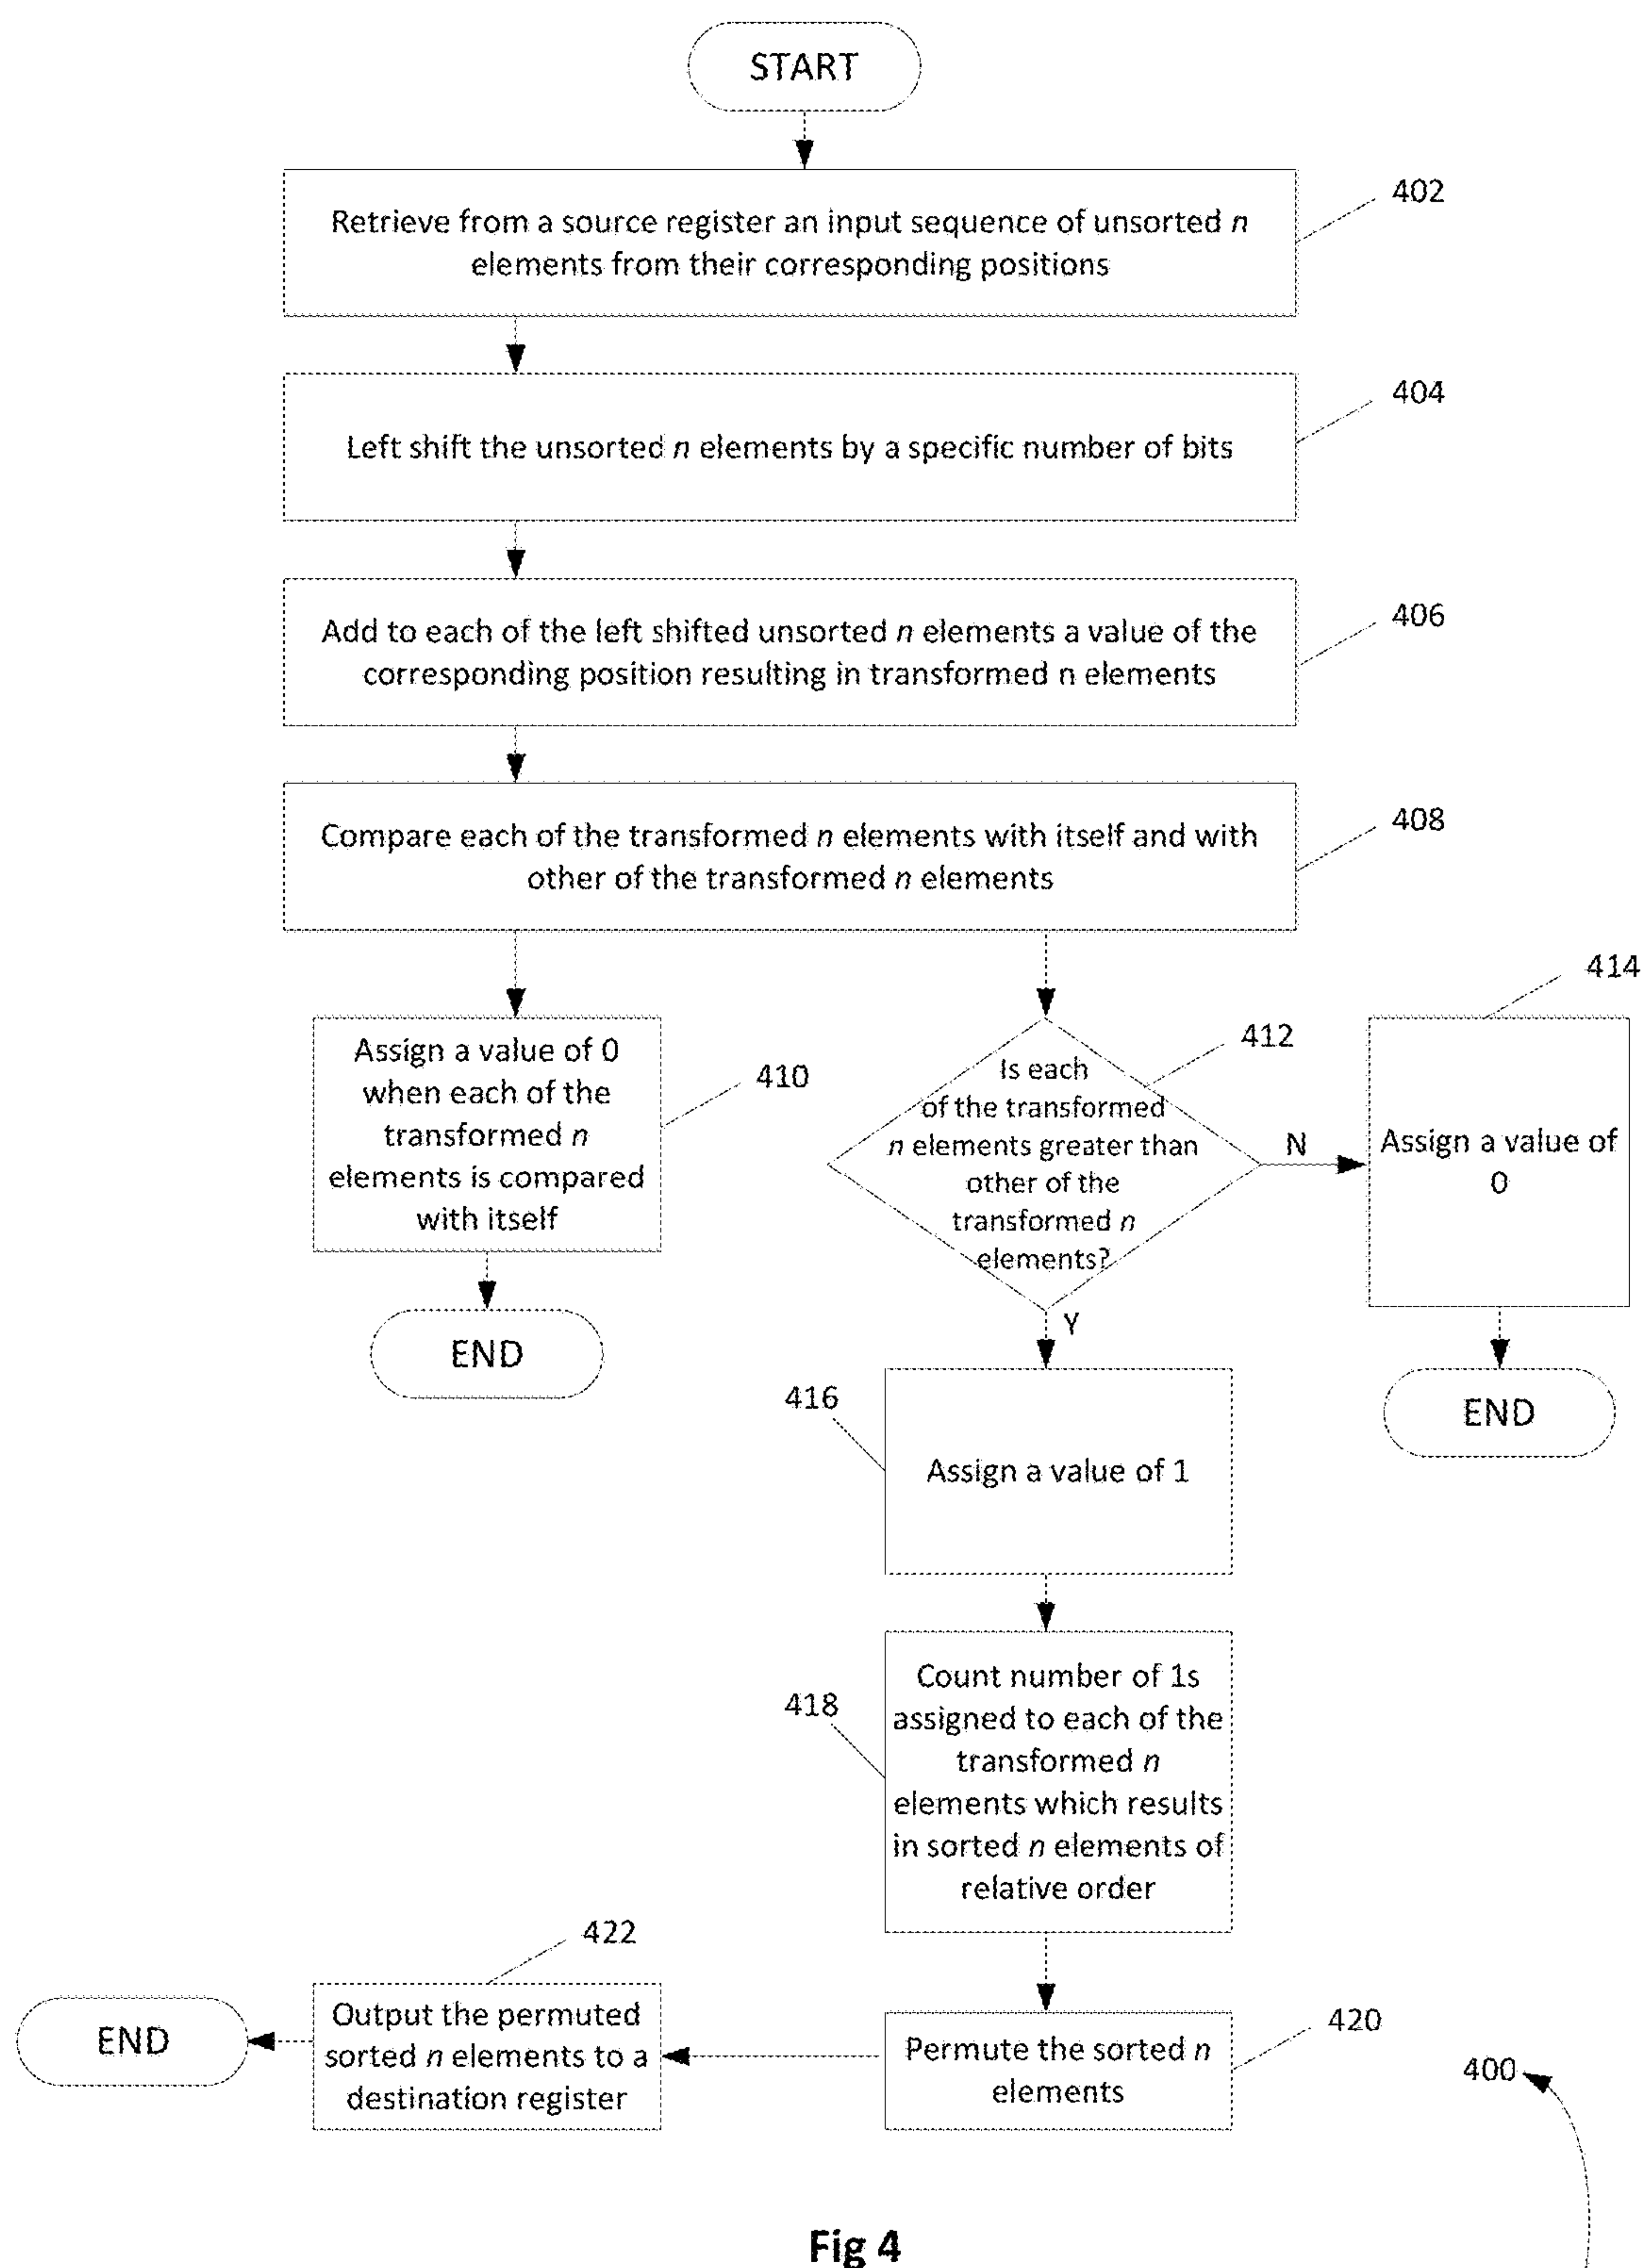 START
402
Retrieve from a source register an input sequence of unsorted n
elements from their corresponding positions
404
Left shift the unsorted n elements by a specific number of bits
406
Add to each of the left shifted unsorted n elements a value of the
corresponding position resulting in transformed n elements
408
Compare each of the transformed n elements with itself and with
other of the transformed n elements
410
Assign a value of 0
when each of the
transformed n
elements is compared
with itself
END
412
Is each
of the transformed
n elements greater than
other of the
transformed n
elements?
N
414
Assign a value of
0
END
Y
416
Assign a value of 1
418
Count number of 1s
assigned to each of the
transformed n
elements which results
in sorted n elements of
relative order
420
Permute the sorted n
elements
422
Output the permuted
sorted n elements to a
destination register
END
400
Fig 4